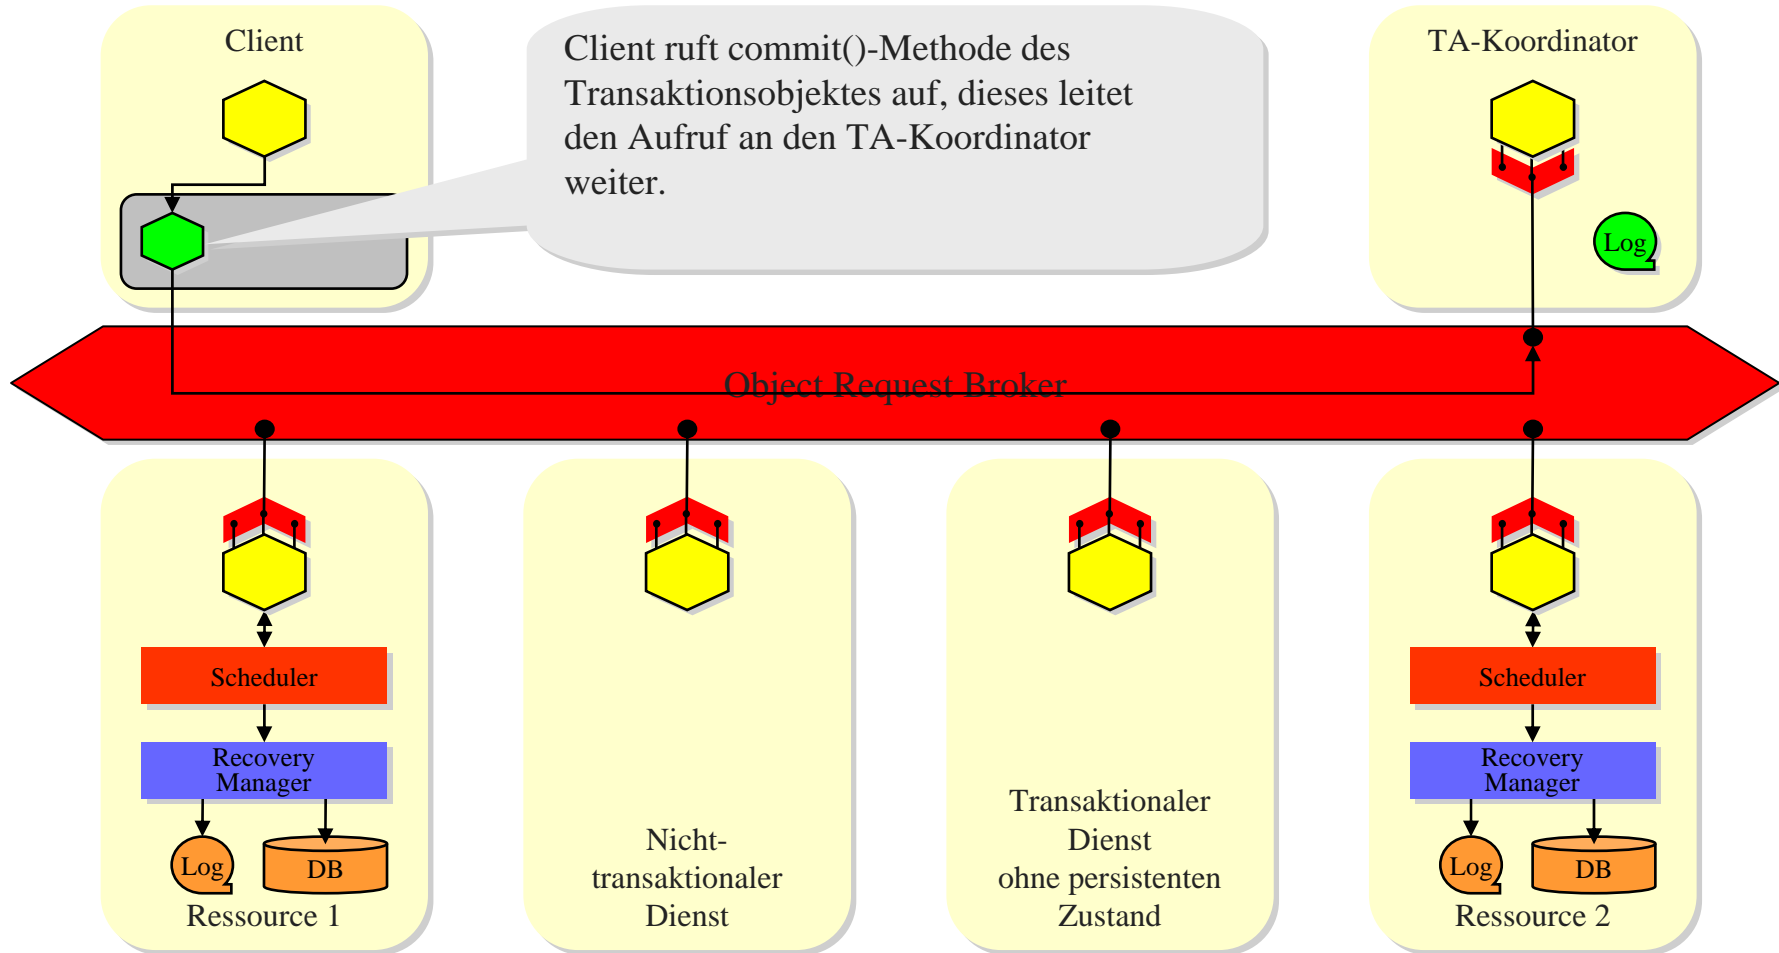 Client
Client ruft commit()-Methode des
Transaktionsobjektes auf, dieses leitet
den Aufruf an den TA-Koordinator
weiter.
TA-Koordinator
Log
Object Request Broker
Scheduler
Recovery
Manager
Log
DB
Ressource 1
Nicht-
transaktionaler
Dienst
Transaktionaler
Dienst
ohne persistenten
Zustand
Scheduler
Recovery
Manager
Log
DB
Ressource 2